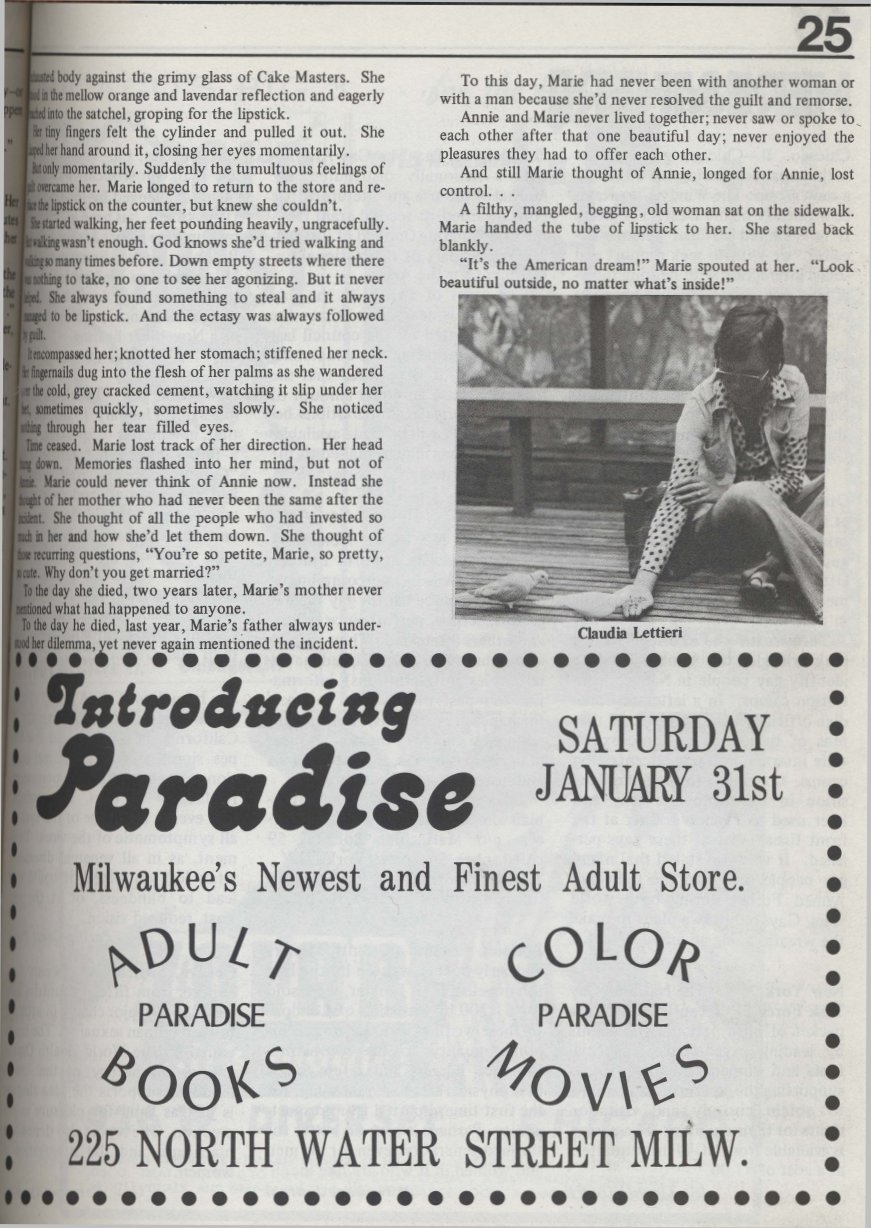 25
body against the grimy glass of Cake Masters. She
in the mellow orange and lavendar reflection and eagerly
into the satchel, groping for the lipstick.
Her tiny fingers felt the cylinder and pulled it out. She
her hand around it, closing her eyes momentarily.
But only momentarily. Suddenly the tumultuous feelings of
overcame her. Marie longed to return to the store and re-
the lipstick on the counter, but knew she couldn't.
She started walking, her feet pounding heavily, ungracefully.
walking wasn't enough. God knows she'd tried walking and
walking so many times before. Down empty streets where there
nothing to take, no one to see her agonizing. But it never
She always found something to steal and it always
managed to be lipstick. And the ectasy was always followed
by guilt.
It encompassed her; knotted her stomach; stiffened her neck.
fingernails dug into the flesh of her palms as she wandered
the cold, grey cracked cement, watching it slip under her
sometimes quickly, sometimes slowly. She noticed
nothing through her tear filled eyes.
Time ceased. Marie lost track of her direction. Her head
down. Memories flashed into her mind, but not of
Annie. Marie could never think of Annie now. Instead she
thought of her mother who had never been the same after the
incident. She thought of all the people who had invested so
much in her and how she'd let them down. She thought of
those recurring questions, "You're so petite, Marie, so pretty,
so cute. Why don't you get married?"
To the day she died, two years later, Marie's mother never
mentioned what had happened to anyone.
To the day he died, last year, Marie's father always under-
stood her dilemma, yet never again mentioned the incident.
To this day, Marie had never been with another woman or
with a man because she'd never resolved the guilt and remorse.
Annie and Marie never lived together; never saw or spoke to
each other after that one beautiful day; never enjoyed the
pleasures they had to offer each other.
And still Marie thought of Annie, longed for Annie, lost
control. . .
A filthy, mangled, begging, old woman sat on the sidewalk.
Marie handed the tube of lipstick to her. She stared back
blankly.
"It's the American dream!" Marie spouted at her. "Look
beautiful outside, no matter what's inside!"
Claudia Lettieri
Introducing
Paradise
SATURDAY
JANUARY 31st
Milwaukee's Newest and Finest Adult Store.
ADULT
PARADISE
BOOKS
COLOR
PARADISE
MOVIES
225 NORTH WATER STREET MILW.